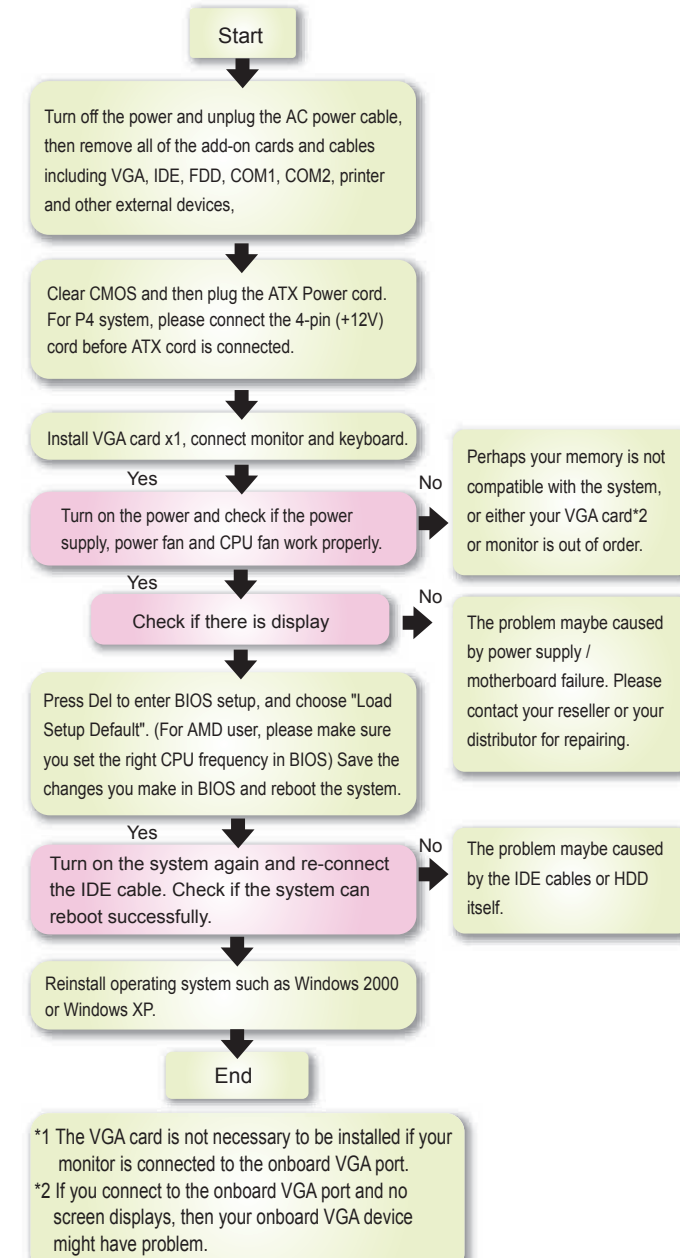 Start
Turn off the power and unplug the AC power cable,
then remove all of the add-on cards and cables
including VGA, IDE, FDD, COM1, COM2, printer
and other external devices,
Clear CMOS and then plug the ATX Power cord.
For P4 system, please connect the 4-pin (+12V)
cord before ATX cord is connected.
Install VGA card x1, connect monitor and keyboard.
Yes
Turn on the power and check if the power
supply, power fan and CPU fan work properly.
No
Perhaps your memory is not
compatible with the system,
or either your VGA card*2
or monitor is out of order.
Yes
Check if there is display
No
The problem maybe caused
by power supply /
motherboard failure. Please
contact your reseller or your
distributor for repairing.
Press Del to enter BIOS setup, and choose "Load
Setup Default". (For AMD user, please make sure
you set the right CPU frequency in BIOS) Save the
changes you make in BIOS and reboot the system.
Yes
Turn on the system again and re-connect
the IDE cable. Check if the system can
reboot successfully.
No
The problem maybe caused
by the IDE cables or HDD
itself.
Reinstall operating system such as Windows 2000
or Windows XP.
End
*1 The VGA card is not necessary to be installed if your
monitor is connected to the onboard VGA port.
*2 If you connect to the onboard VGA port and no
screen displays, then your onboard VGA device
might have problem.